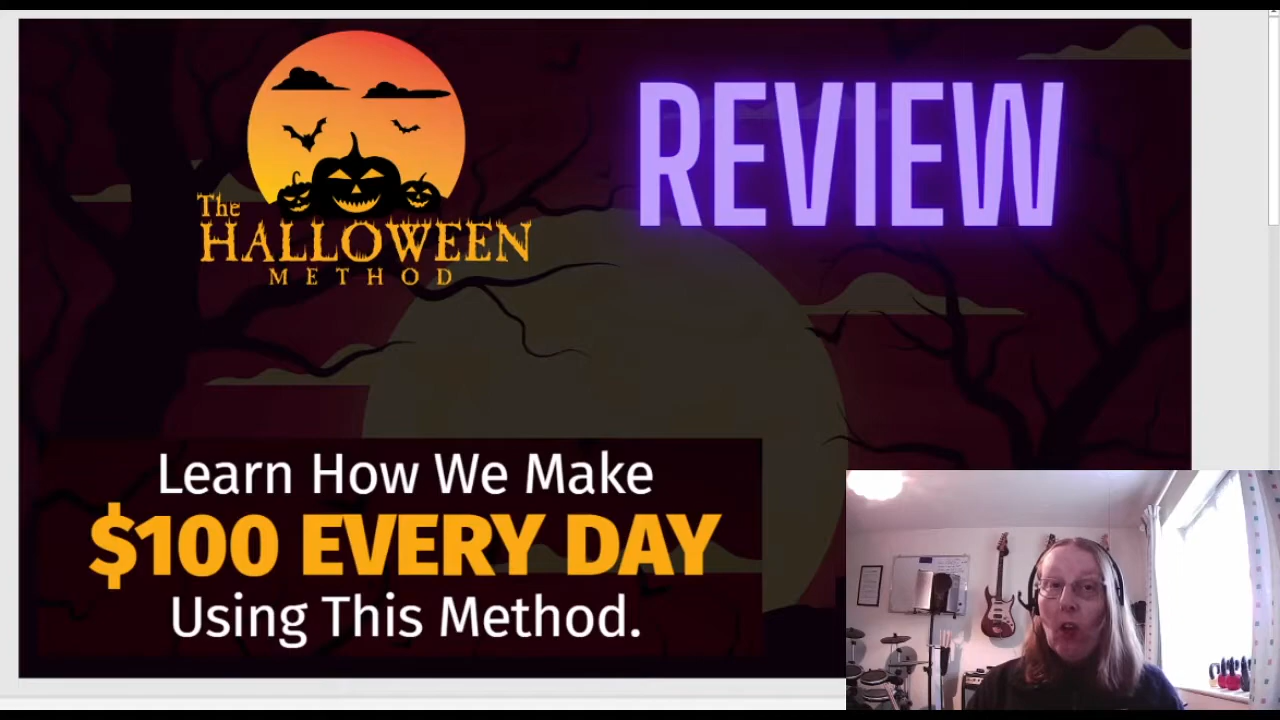 The
HALLOWEEN
METHOD
REVIEW
Learn How We Make
$100 EVERY DAY
Using This Method.